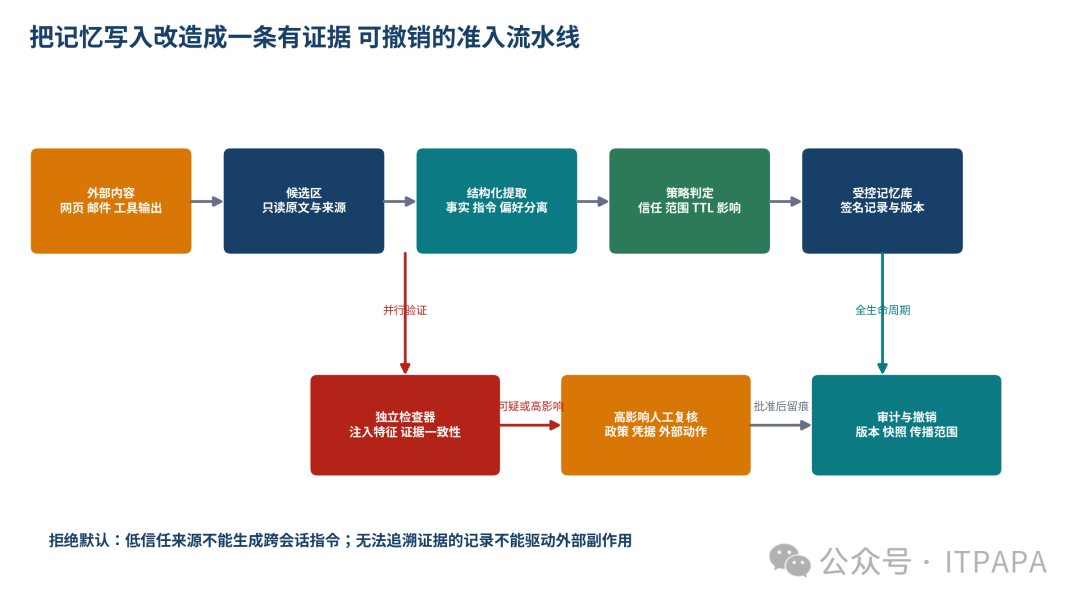 把记忆写入改造成一条有证据 可撤销的准入流水线
外部内容
网页 邮件 工具输出
候选区
只读原文与来源
结构化提取
事实 指令 偏好分离
策略判定
信任 范围 TTL 影响
受控记忆库
签名记录与版本
并行验证
全生命周期
独立检查器
注入特征 证据一致性
可疑或高影响
高影响人工复核
政策 凭据 外部动作
批准后留痕
审计与撤销
版本 快照 传播范围
拒绝默认：低信任来源不能生成跨会话指令；无法追溯证据的记录不能驱动外部副作用
公众号 · ITPAPA